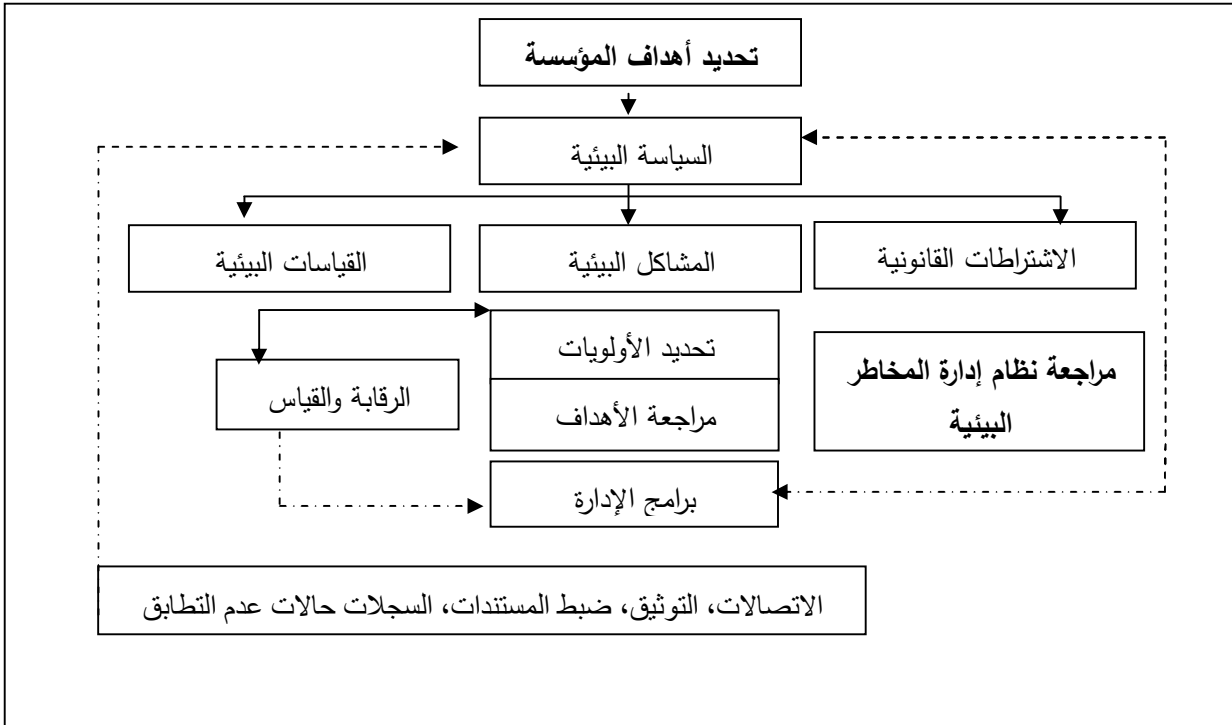 تحديد أهداف المؤسسة
السياسة البيئية
الاشتراطات القانونية
المشاكل البيئية
القياسات البيئية
تحديد الأولويات
مراجعة الأهداف
الرقابة والقياس
مراجعة نظام إدارة المخاطر
البيئية
برامج الإدارة
الاتصالات، التوثيق، ضبط المستندات، السجلات حالات عدم التطابق